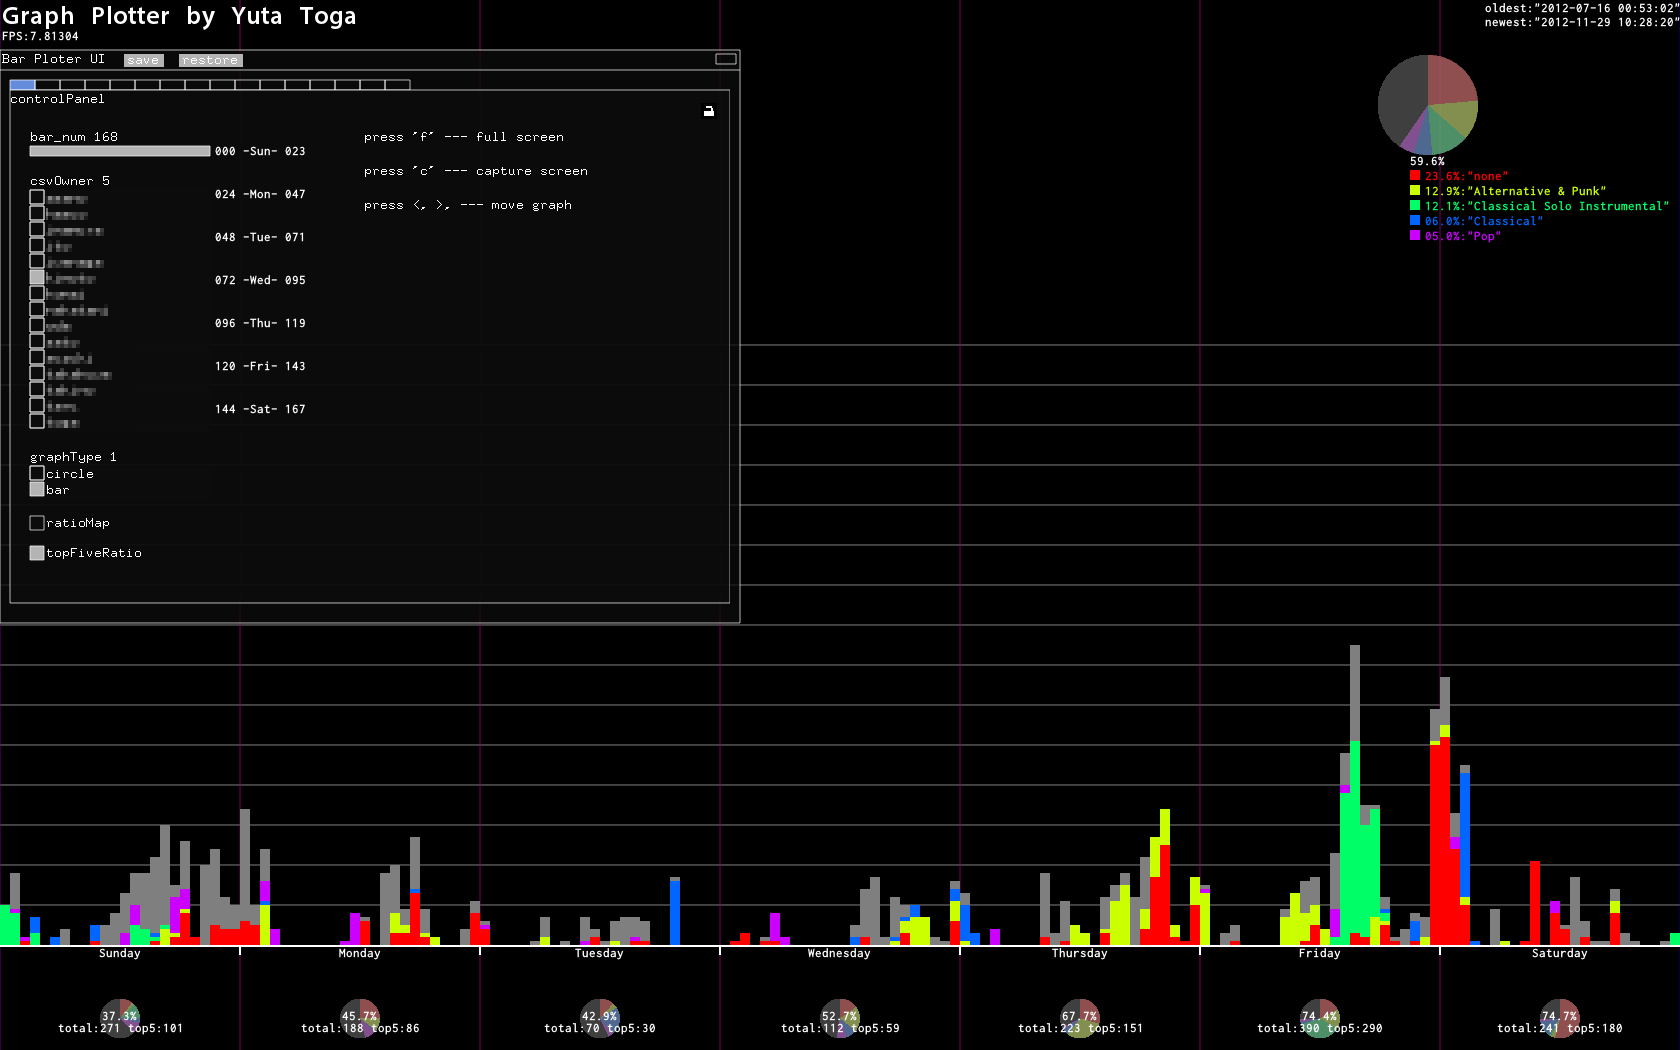 Graph Plotter by Yuta Toga
FPS:7.81304
oldest:"2012-07-16 00:53:02"
newest:"2012-11-29 10:28:20"
Bar Ploter UI save restore
controlPanel
bar_num 168
000 -Sun- 023
024 -Mon- 047
048 -Tue- 071
072 -Wed- 095
096 -Thu- 119
120 -Fri- 143
144 -Sat- 167
press 'f' --- full screen
press 'c' --- capture screen
press <, >, --- move graph
csvOwner 5
graphType 1
circle
bar
ratioMap
topFiveRatio
59.6%
23.6%:"none"
12.9%:"Alternative & Punk"
12.1%:"Classical Solo Instrumental"
06.0%:"Classical"
05.0%:"Pop"
Sunday Monday Tuesday Wednesday Thursday Friday Saturday
37.3% 45.7% 42.9% 52.7% 67.7% 74.4% 74.7%
total:271 top5:101 total:188 top5:86 total:70 top5:30 total:112 top5:59 total:223 top5:151 total:390 top5:290 total:241 top5:180